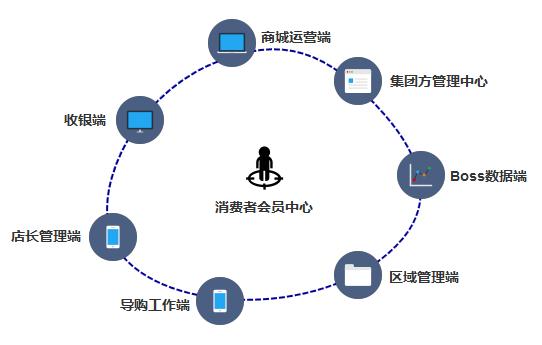 商城运营端
集团方管理中心
收银端
Boss数据端
消费者会员中心
店长管理端
区域管理端
导购工作端